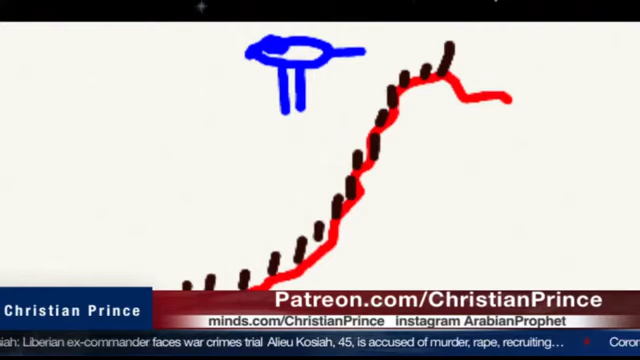 Patreon.com/ChristianPrince
Christian Prince
minds.com/ChristianPrince instagram ArabianProphet
Liberian ex-commander faces war crimes trial Alieu Kosiah, 45, is accused of murder, rape, recruiting...